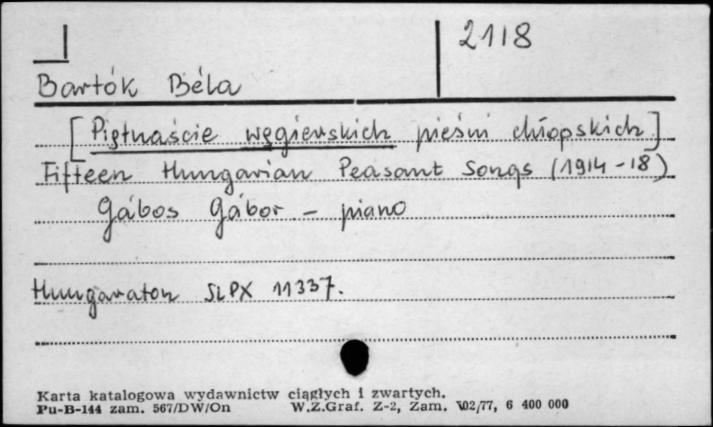 2118
Bartók Béla
[Piętnaście węgierskich pieśni chłopskich]
Fifteen Hungarian Peasant Songs (1914-18)
Gábos Gábor - piano
Hungaraton SLPX 11337.
Karta katalogowa wydawnictw ciągłych i zwartych.
Pu-B-144 zam. 567/DW/On W.Z.Graf. Z-2, Zam. 102/77, 6 400 000